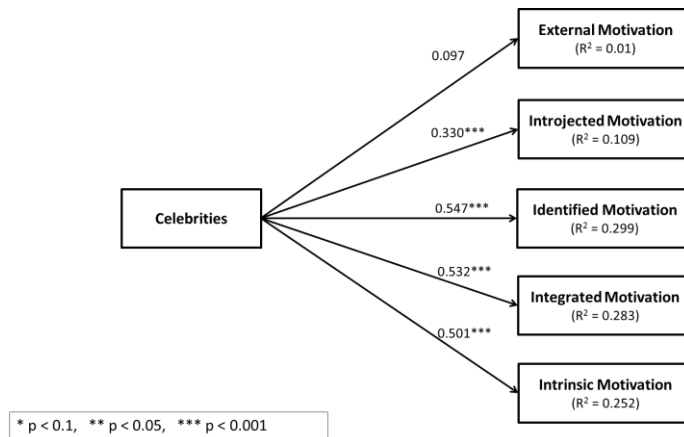 External Motivation
(R² = 0.01)
0.097
Introjected Motivation
(R² = 0.109)
0.330***
Celebrities
0.547***
Identified Motivation
(R² = 0.299)
0.532***
Integrated Motivation
(R² = 0.283)
0.501***
Intrinsic Motivation
(R² = 0.252)
* p < 0.1, ** p < 0.05, *** p < 0.001